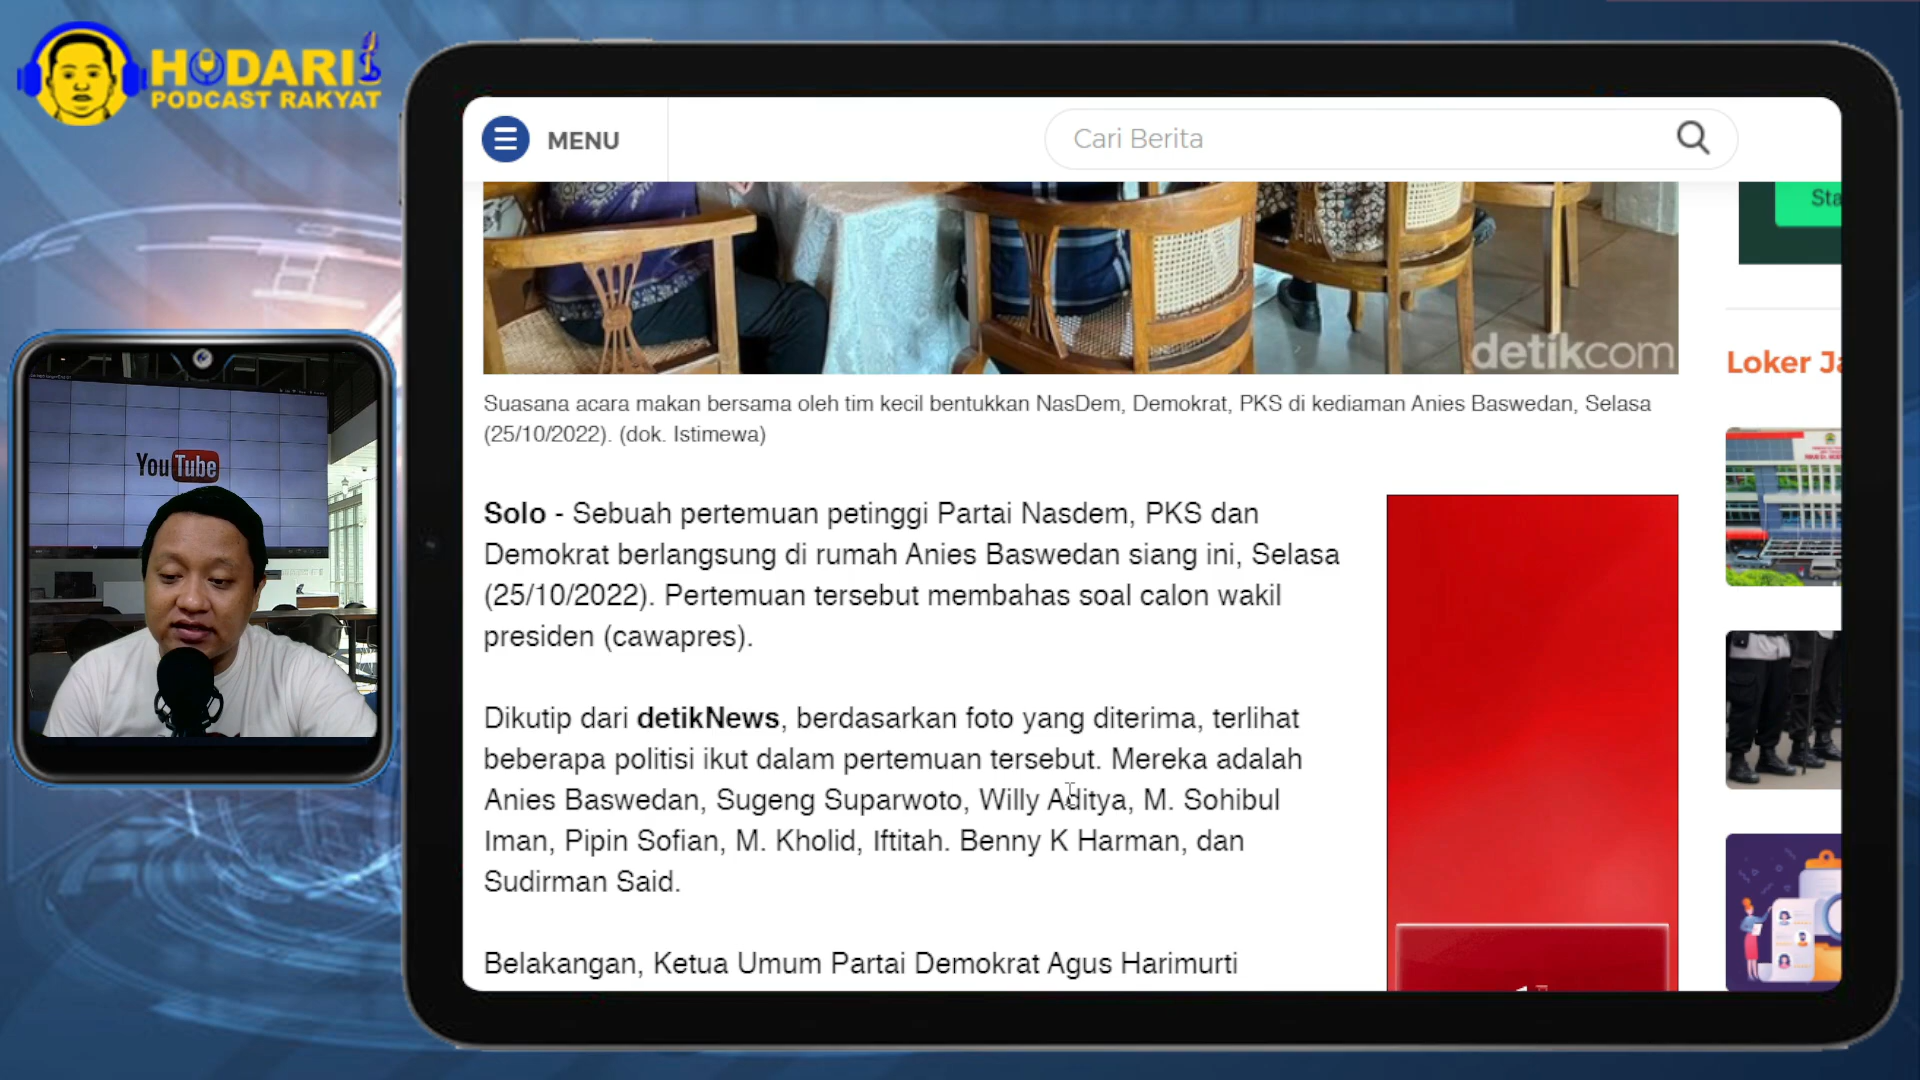 HODARI
PODCAST RAKYAT
MENU
Cari Berita
Sta
detikcom
Suasana acara makan bersama oleh tim kecil bentukkan NasDem, Demokrat, PKS di kediaman Anies Baswedan, Selasa
(25/10/2022). (dok. Istimewa)
Loker Ja
YouTube
Solo - Sebuah pertemuan petinggi Partai Nasdem, PKS dan
Demokrat berlangsung di rumah Anies Baswedan siang ini, Selasa
(25/10/2022). Pertemuan tersebut membahas soal calon wakil
presiden (cawapres).
Dikutip dari detikNews, berdasarkan foto yang diterima, terlihat
beberapa politisi ikut dalam pertemuan tersebut. Mereka adalah
Anies Baswedan, Sugeng Suparwoto, Willy Aditya, M. Sohibul
Iman, Pipin Sofian, M. Kholid, Iftitah. Benny K Harman, dan
Sudirman Said.
Belakangan, Ketua Umum Partai Demokrat Agus Harimurti